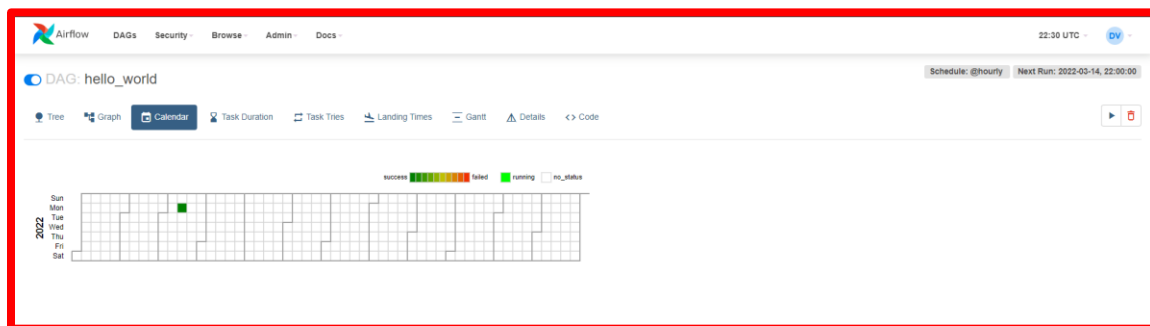 Airflow DAGs Security Browse Admin Docs 22:30 UTC DV
DAG: hello_world Schedule: @hourly Next Run: 2022-03-14, 22:00:00
Tree Graph Calendar Task Duration Task Tries Landing Times Gantt Details <> Code
success failed running no_status
2022
Sun
Mon
Tue
Wed
Thu
Fri
Sat